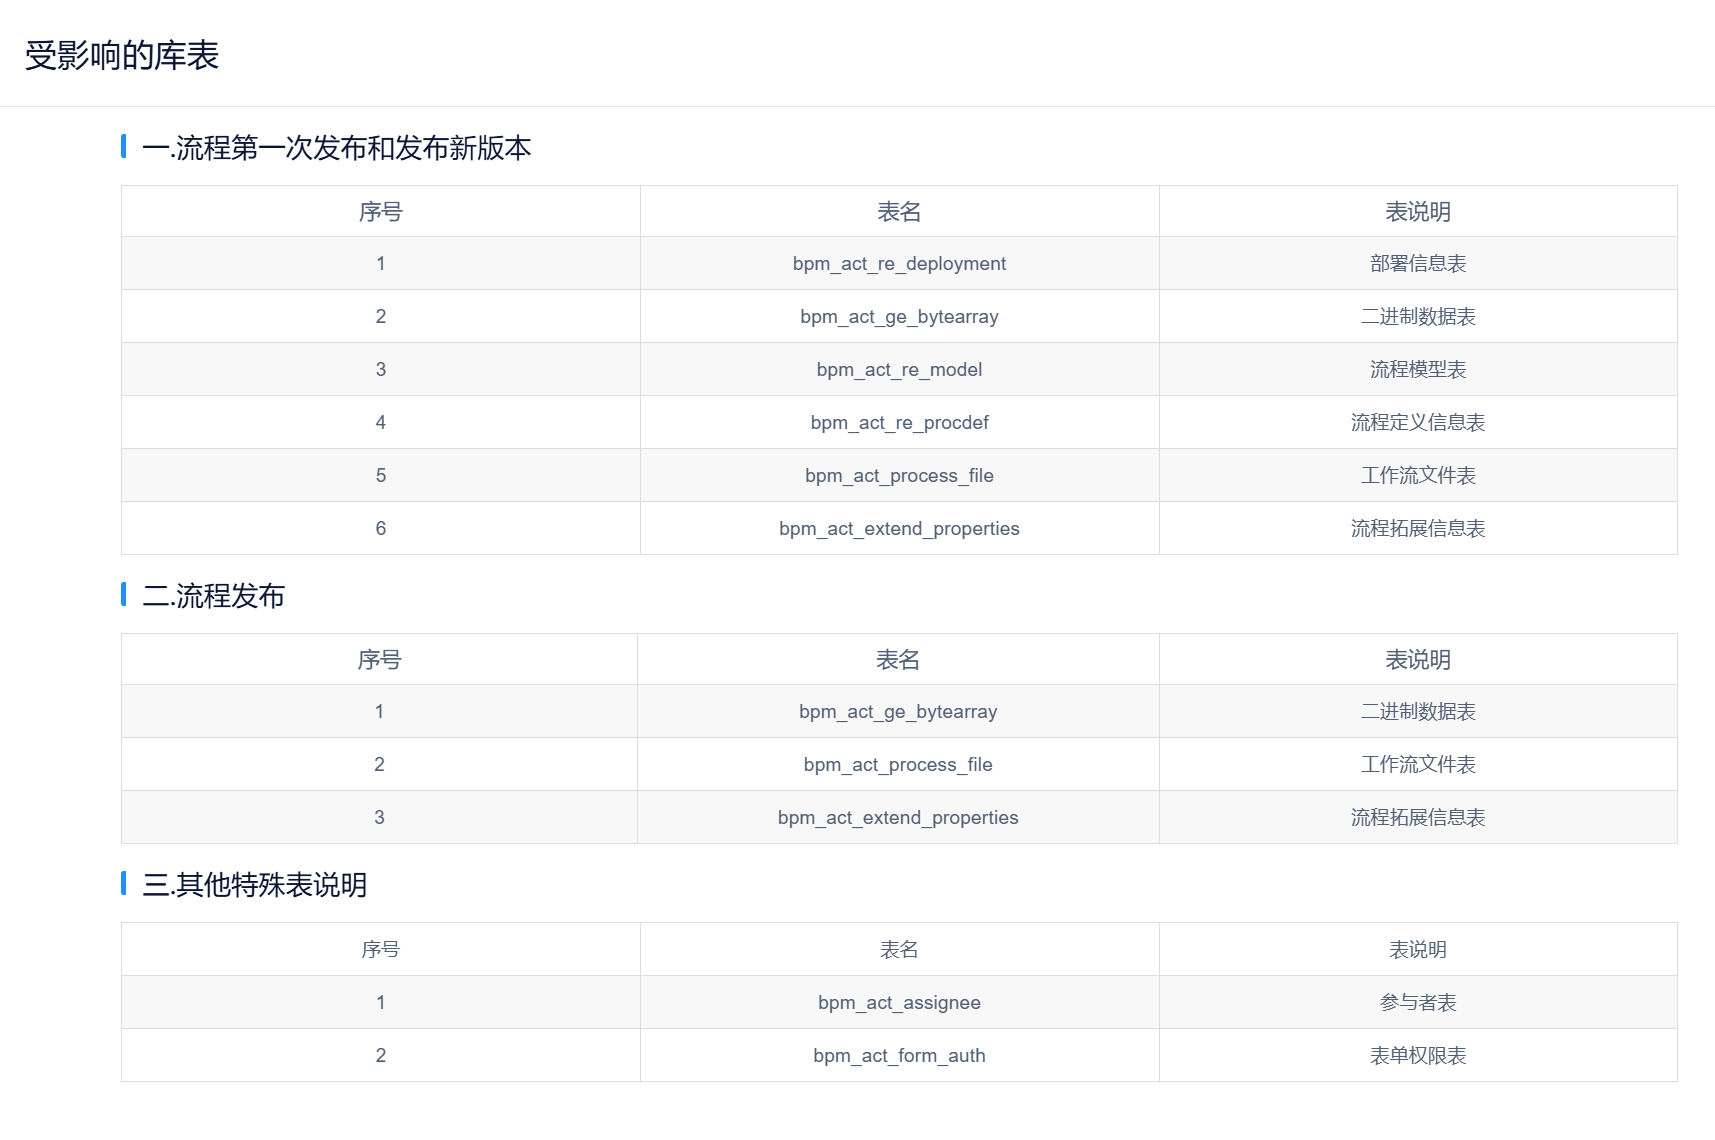 受影响的库表
一.流程第一次发布和发布新版本
序号 表名 表说明
1 bpm_act_re_deployment 部署信息表
2 bpm_act_ge_bytearray 二进制数据表
3 bpm_act_re_model 流程模型表
4 bpm_act_re_procdef 流程定义信息表
5 bpm_act_process_file 工作流文件表
6 bpm_act_extend_properties 流程拓展信息表
二.流程发布
序号 表名 表说明
1 bpm_act_ge_bytearray 二进制数据表
2 bpm_act_process_file 工作流文件表
3 bpm_act_extend_properties 流程拓展信息表
三.其他特殊表说明
序号 表名 表说明
1 bpm_act_assignee 参与者表
2 bpm_act_form_auth 表单权限表